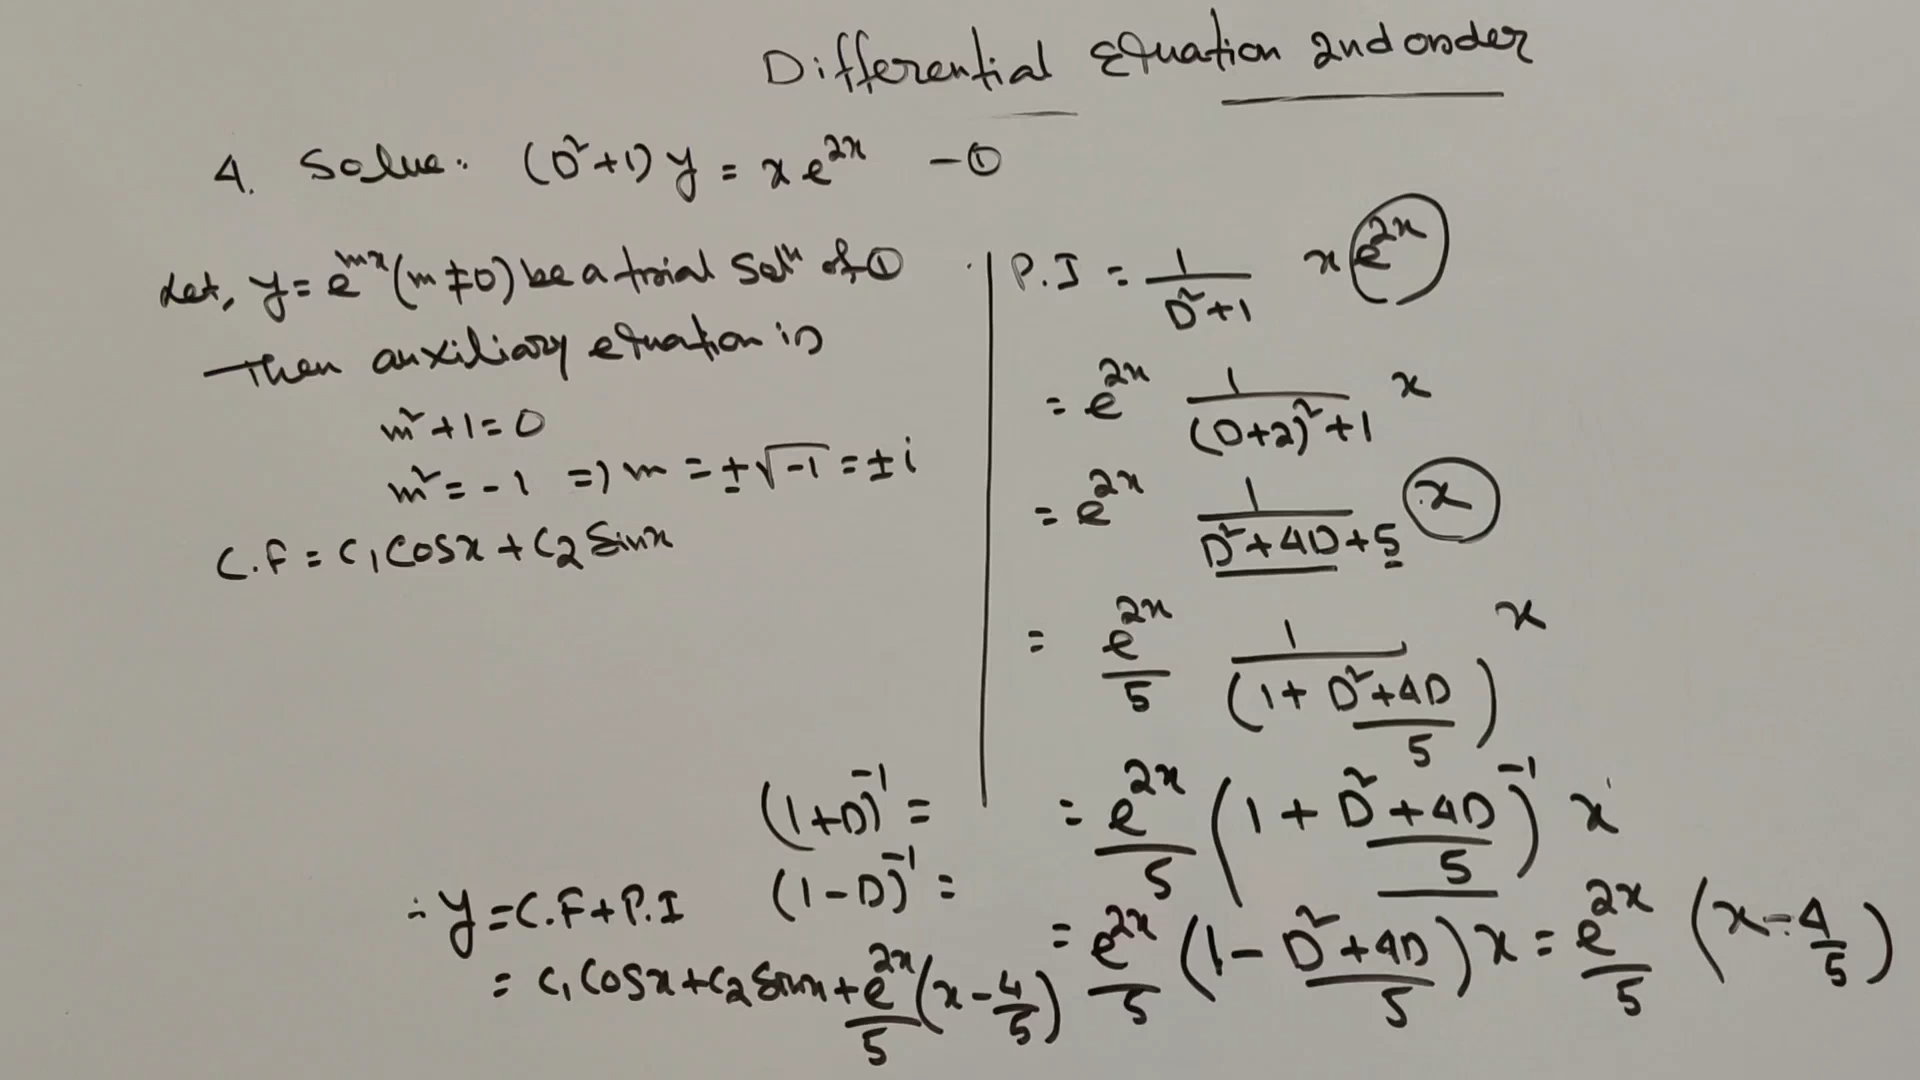 Differential Equation 2nd order
4. Solve: (D²+1) y = x e^{2x} —①
Let, y = e^{mx} (m ≠ 0) be a trial solⁿ of ①
Then auxiliary equation is
m²+1 = 0
m² = -1 => m = ±√-1 = ± i
C.F = C₁ Cosx + C₂ Sinx
P.I = 1/(D²+1) x e^{2x}
= e^{2x} 1/((D+2)²+1) x
= e^{2x} 1/(D²+4D+5) x
= e^{2x}/5 1/(1 + (D²+4D)/5) x
= e^{2x}/5 (1 + (D²+4D)/5)^{-1} x
= e^{2x}/5 (1 - (D²+4D)/5) x = e^{2x}/5 (x - 4/5)
(1+D)^{-1} =
(1-D)^{-1} =
∴ y = C.F + P.I
= C₁ Cosx + C₂ Sinx + e^{2x}/5 (x - 4/5)